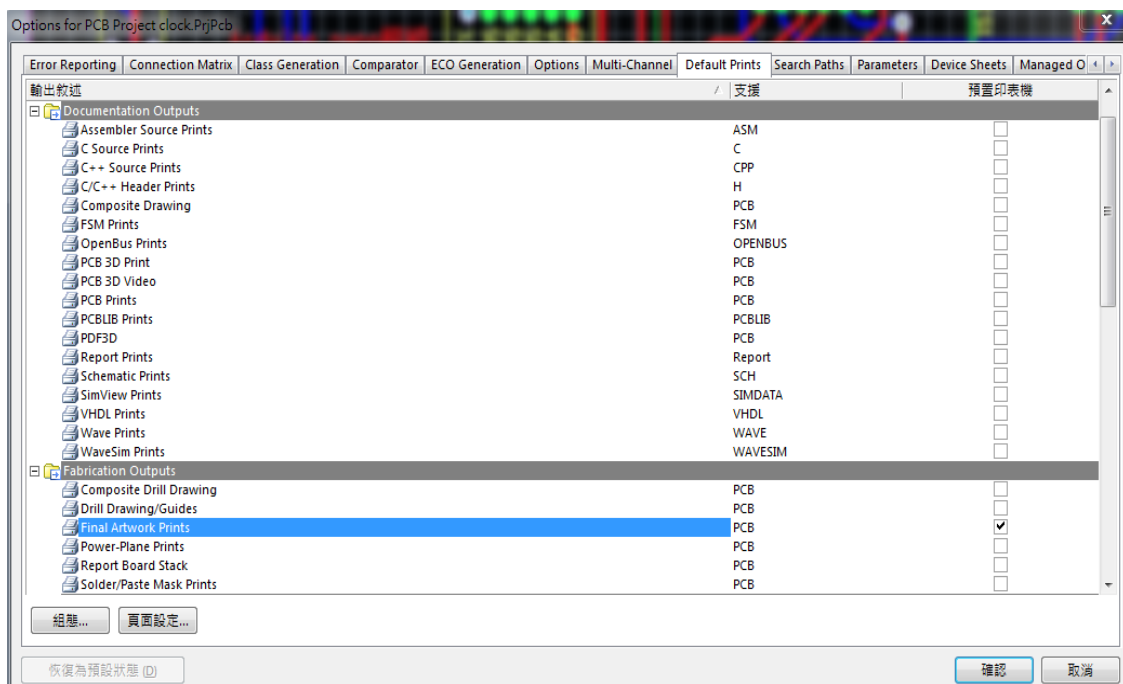 Options for PCB Project clock.PrjPcb
x
Error Reporting Connection Matrix Class Generation Comparator ECO Generation Options Multi-Channel Default Prints Search Paths Parameters Device Sheets Managed O
輸出敘述 / 支援 預置印表機
Documentation Outputs
Assembler Source Prints ASM
C Source Prints C
C++ Source Prints CPP
C/C++ Header Prints H
Composite Drawing PCB
FSM Prints FSM
OpenBus Prints OPENBUS
PCB 3D Print PCB
PCB 3D Video PCB
PCB Prints PCB
PCBLIB Prints PCBLIB
PDF3D PCB
Report Prints Report
Schematic Prints SCH
SimView Prints SIMDATA
VHDL Prints VHDL
Wave Prints WAVE
WaveSim Prints WAVESIM
Fabrication Outputs
Composite Drill Drawing PCB
Drill Drawing/Guides PCB
Final Artwork Prints PCB
Power-Plane Prints PCB
Report Board Stack PCB
Solder/Paste Mask Prints PCB
組態... 頁面設定...
恢復為預設狀態 (D) 確認 取消